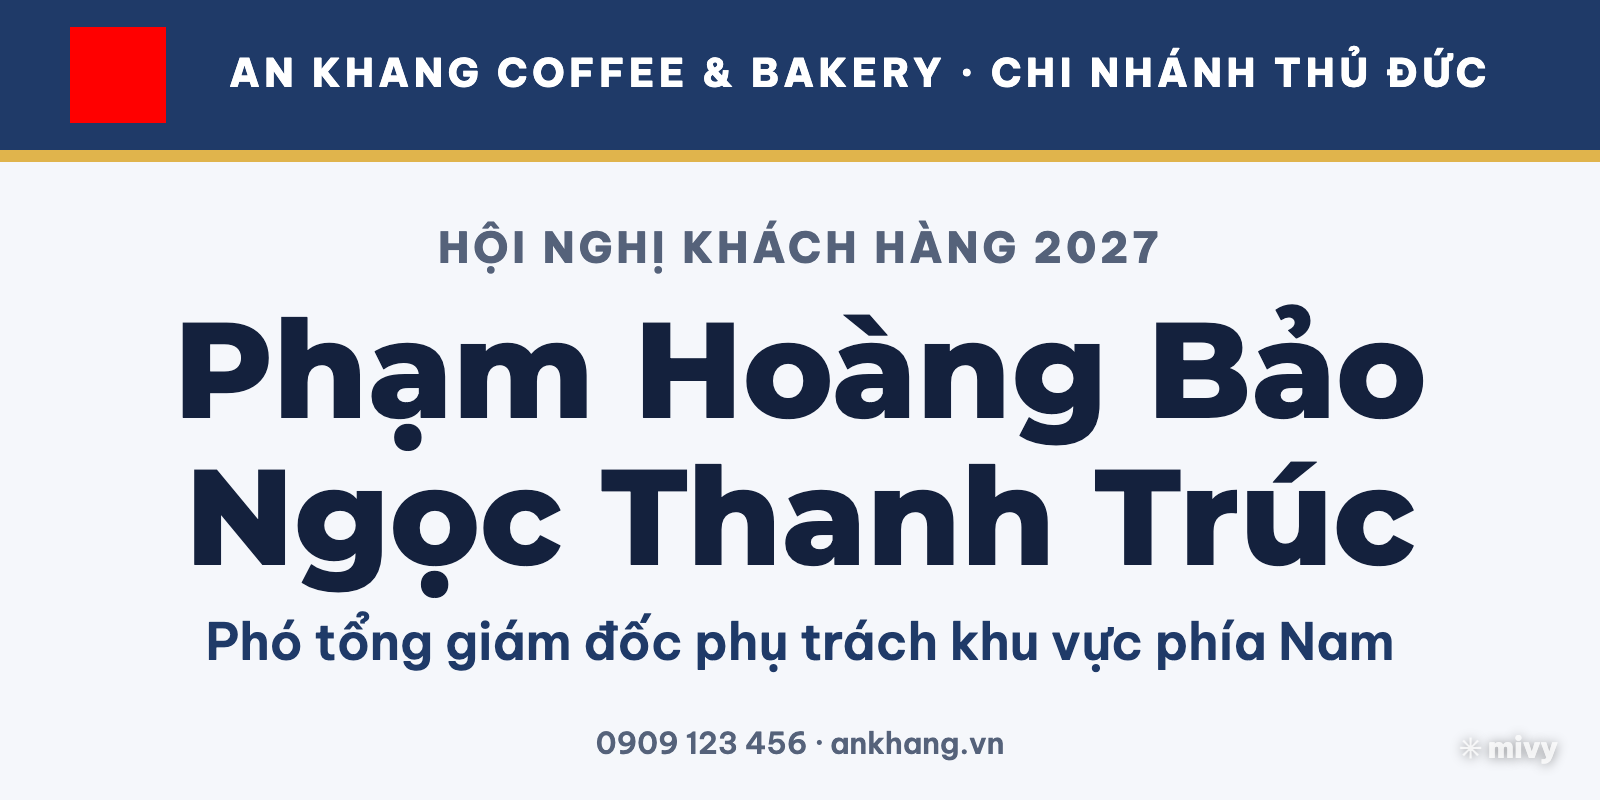 AN KHANG COFFEE & BAKERY · CHI NHÁNH THỦ ĐỨC
HỘI NGHỊ KHÁCH HÀNG 2027
Phạm Hoàng Bảo
Ngọc Thanh Trúc
Phó tổng giám đốc phụ trách khu vực phía Nam
0909 123 456 · ankhang.vn
mivy